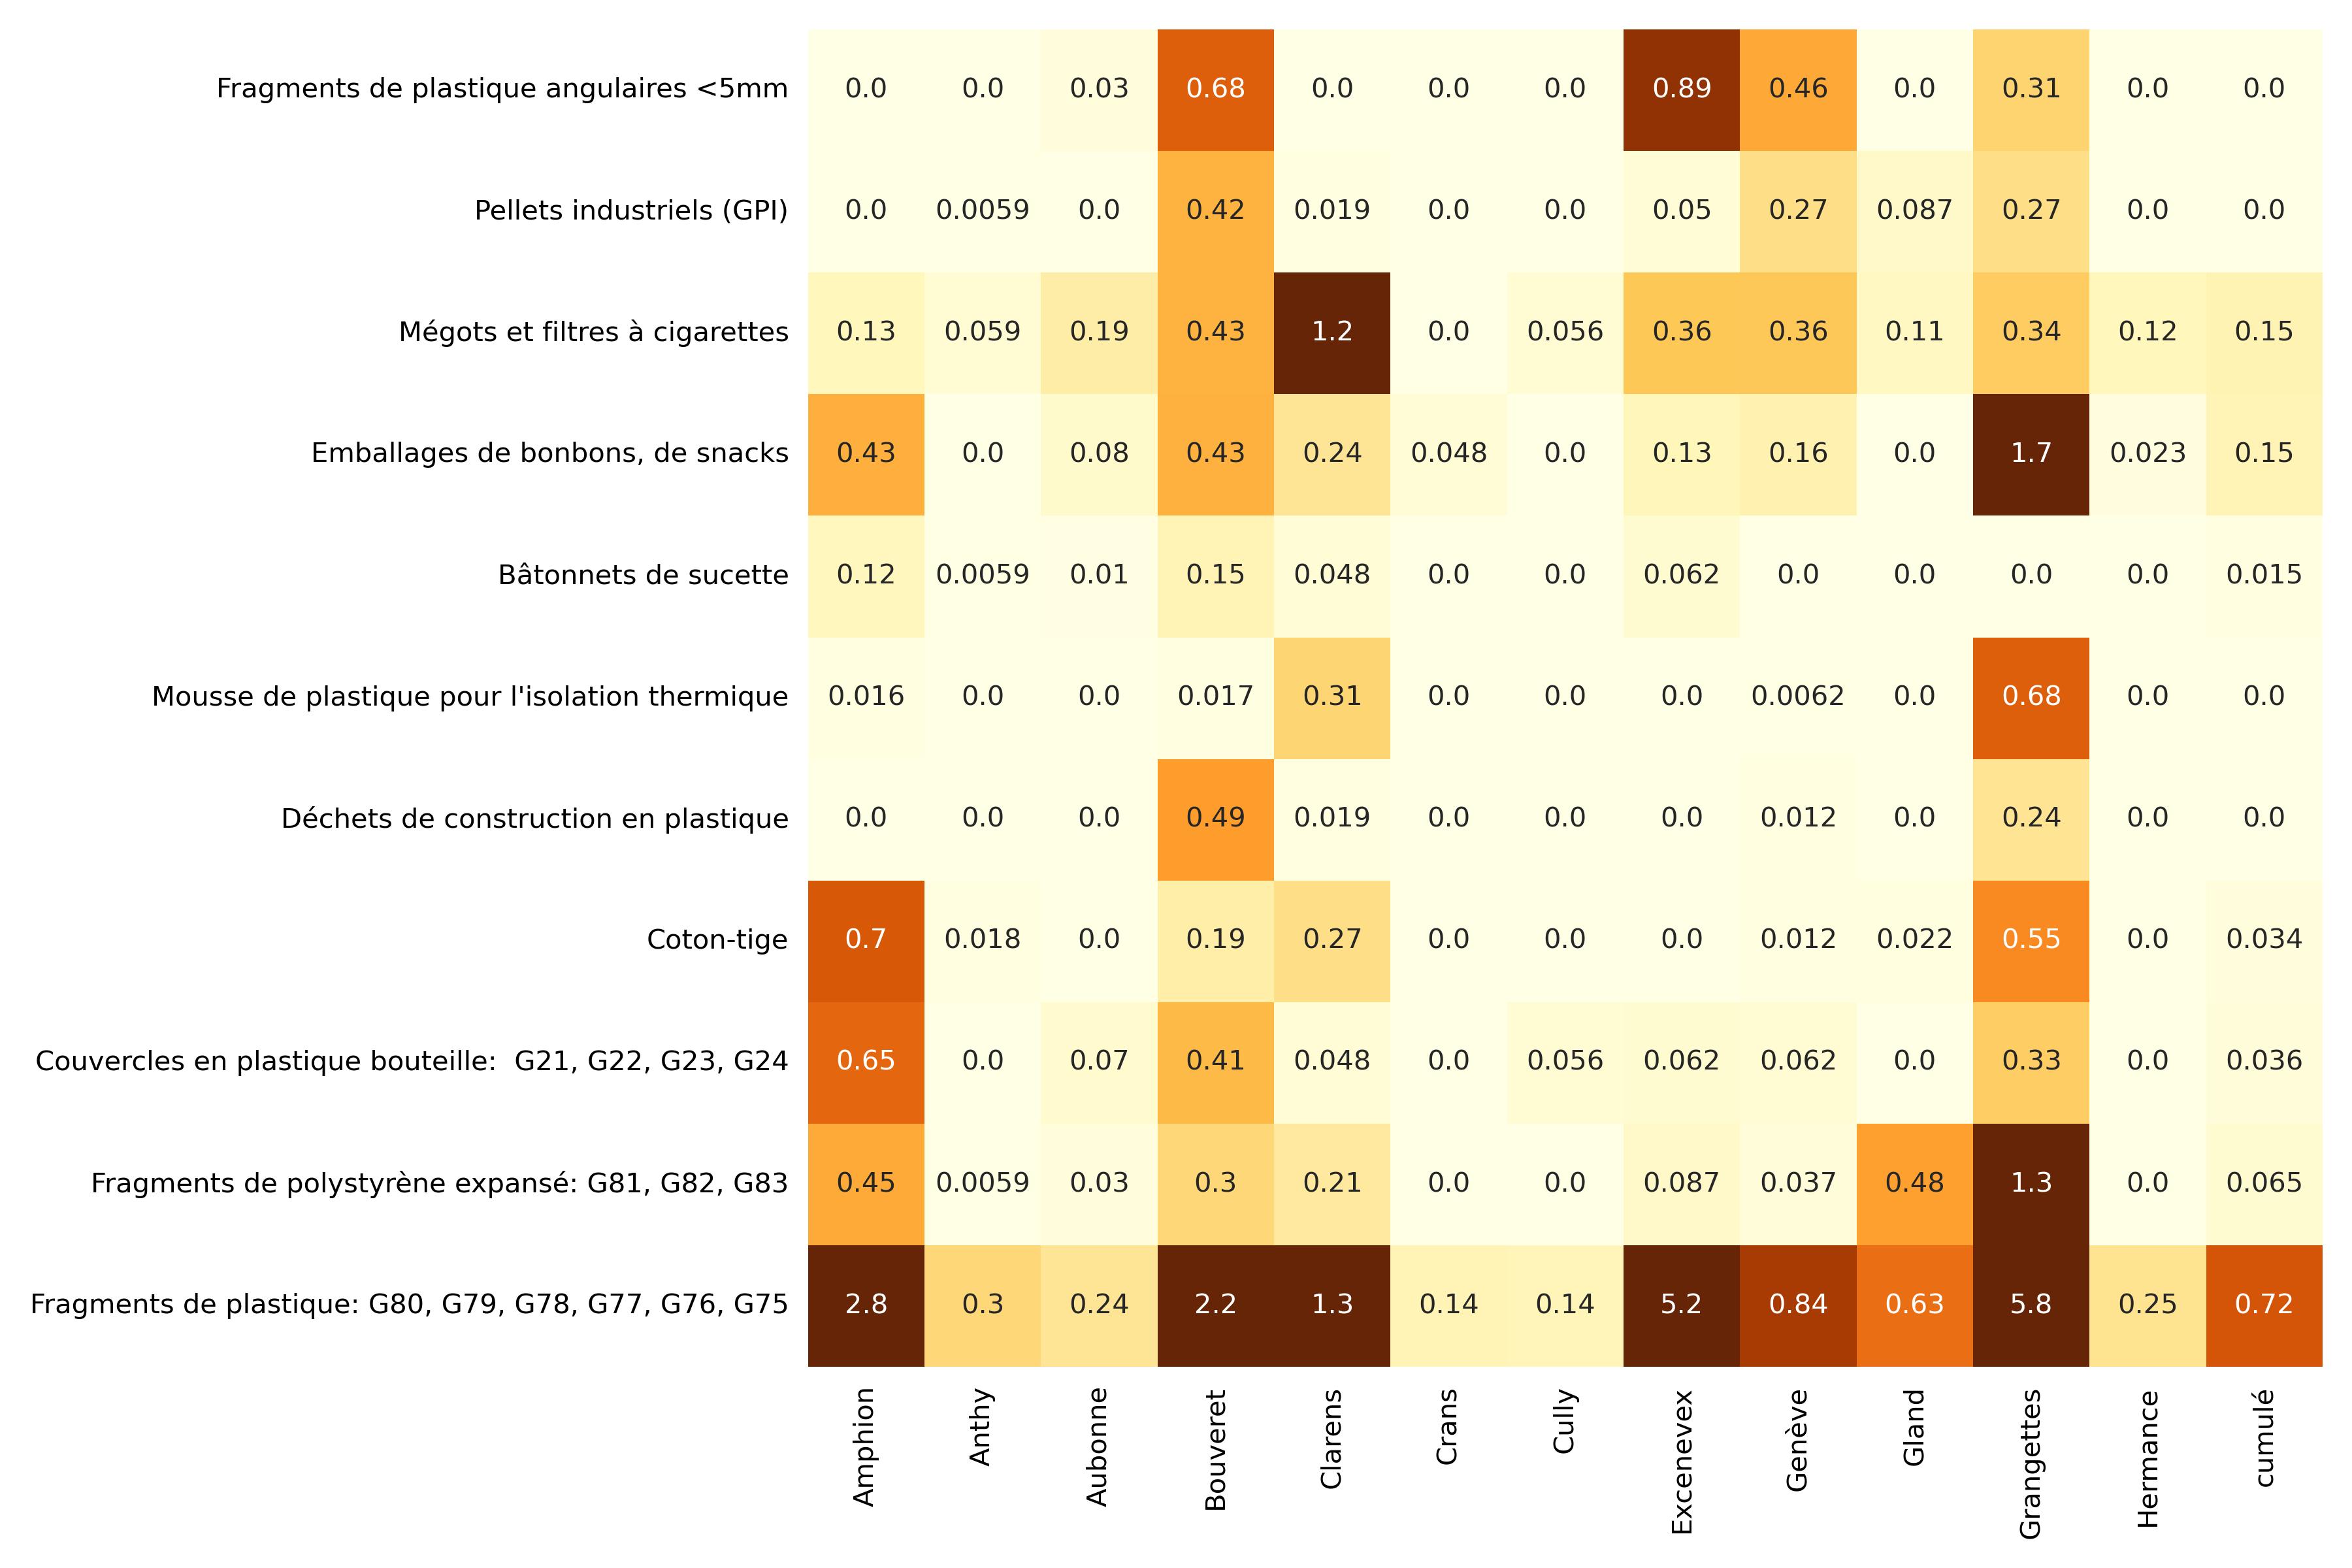 Fragments de plastique angulaires <5mm 0.0 0.0 0.03 0.68 0.0 0.0 0.0 0.89 0.46 0.0 0.31 0.0 0.0
Pellets industriels (GPI) 0.0 0.0059 0.0 0.42 0.019 0.0 0.0 0.05 0.27 0.087 0.27 0.0 0.0
Mégots et filtres à cigarettes 0.13 0.059 0.19 0.43 1.2 0.0 0.056 0.36 0.36 0.11 0.34 0.12 0.15
Emballages de bonbons, de snacks 0.43 0.0 0.08 0.43 0.24 0.048 0.0 0.13 0.16 0.0 1.7 0.023 0.15
Bâtonnets de sucette 0.12 0.0059 0.01 0.15 0.048 0.0 0.0 0.062 0.0 0.0 0.0 0.0 0.015
Mousse de plastique pour l'isolation thermique 0.016 0.0 0.0 0.017 0.31 0.0 0.0 0.0 0.0062 0.0 0.68 0.0 0.0
Déchets de construction en plastique 0.0 0.0 0.0 0.49 0.019 0.0 0.0 0.0 0.012 0.0 0.24 0.0 0.0
Coton-tige 0.7 0.018 0.0 0.19 0.27 0.0 0.0 0.0 0.012 0.022 0.55 0.0 0.034
Couvercles en plastique bouteille:  G21, G22, G23, G24 0.65 0.0 0.07 0.41 0.048 0.0 0.056 0.062 0.062 0.0 0.33 0.0 0.036
Fragments de polystyrène expansé: G81, G82, G83 0.45 0.0059 0.03 0.3 0.21 0.0 0.0 0.087 0.037 0.48 1.3 0.0 0.065
Fragments de plastique: G80, G79, G78, G77, G76, G75 2.8 0.3 0.24 2.2 1.3 0.14 0.14 5.2 0.84 0.63 5.8 0.25 0.72
Amphion Anthy Aubonne Bouveret Clarens Crans Cully Excenevex Genève Gland Grangettes Hermance cumulé